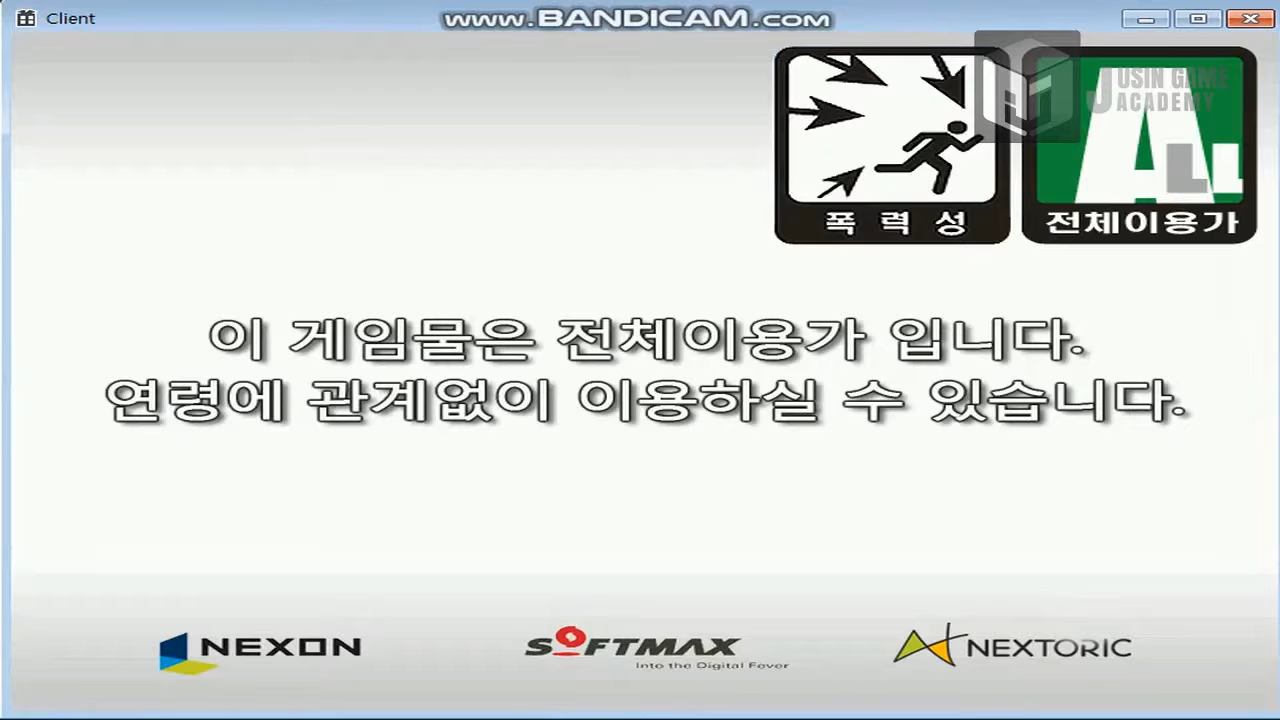 Client
WWW.BANDICAM.COM
JUSIN GAME
ACADEMY
ALL
폭력성
전체이용가
이 게임물은 전체이용가 입니다.
연령에 관계없이 이용하실 수 있습니다.
NEXON
SOFTMAX
Into the Digital Fever
NEXTORIC